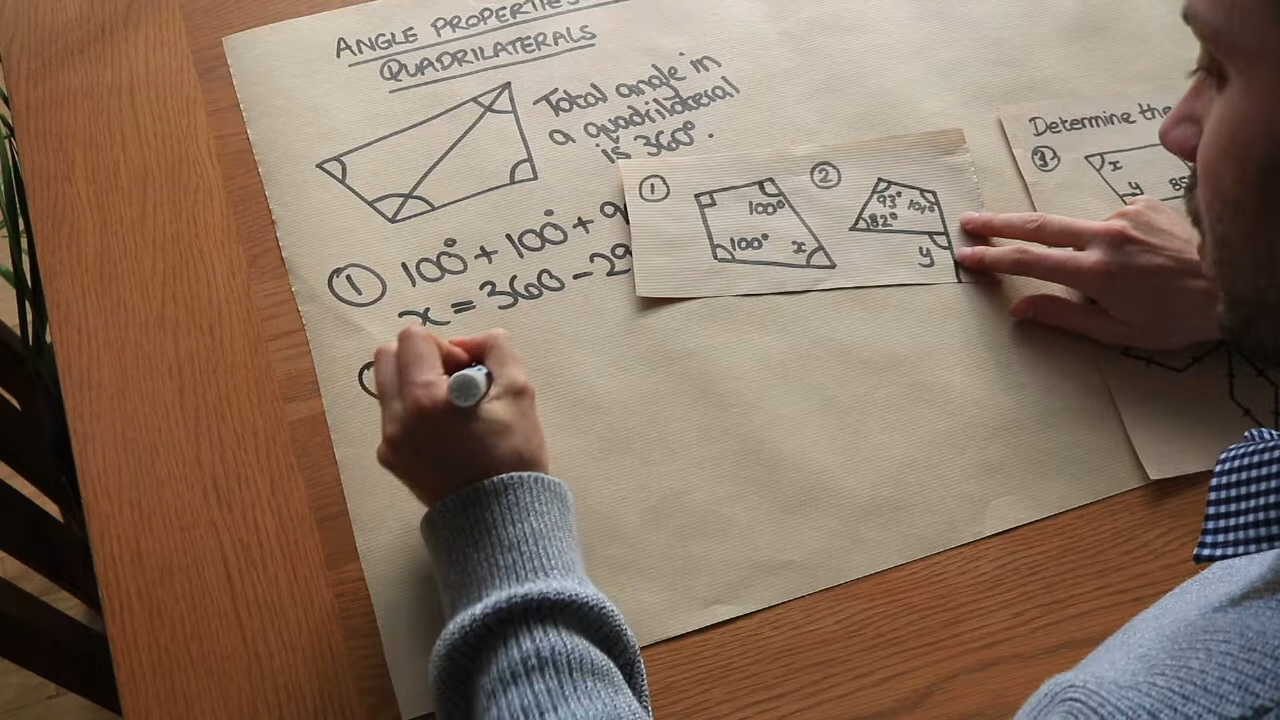 ANGLE PROPERTIES
QUADRILATERALS
Total angle in
a quadrilateral
is 360°.
① 100° + 100° + 9
x = 360 - 29
①
100°
100°
x
②
93°
82°
y
Determine the
③
x
y
85